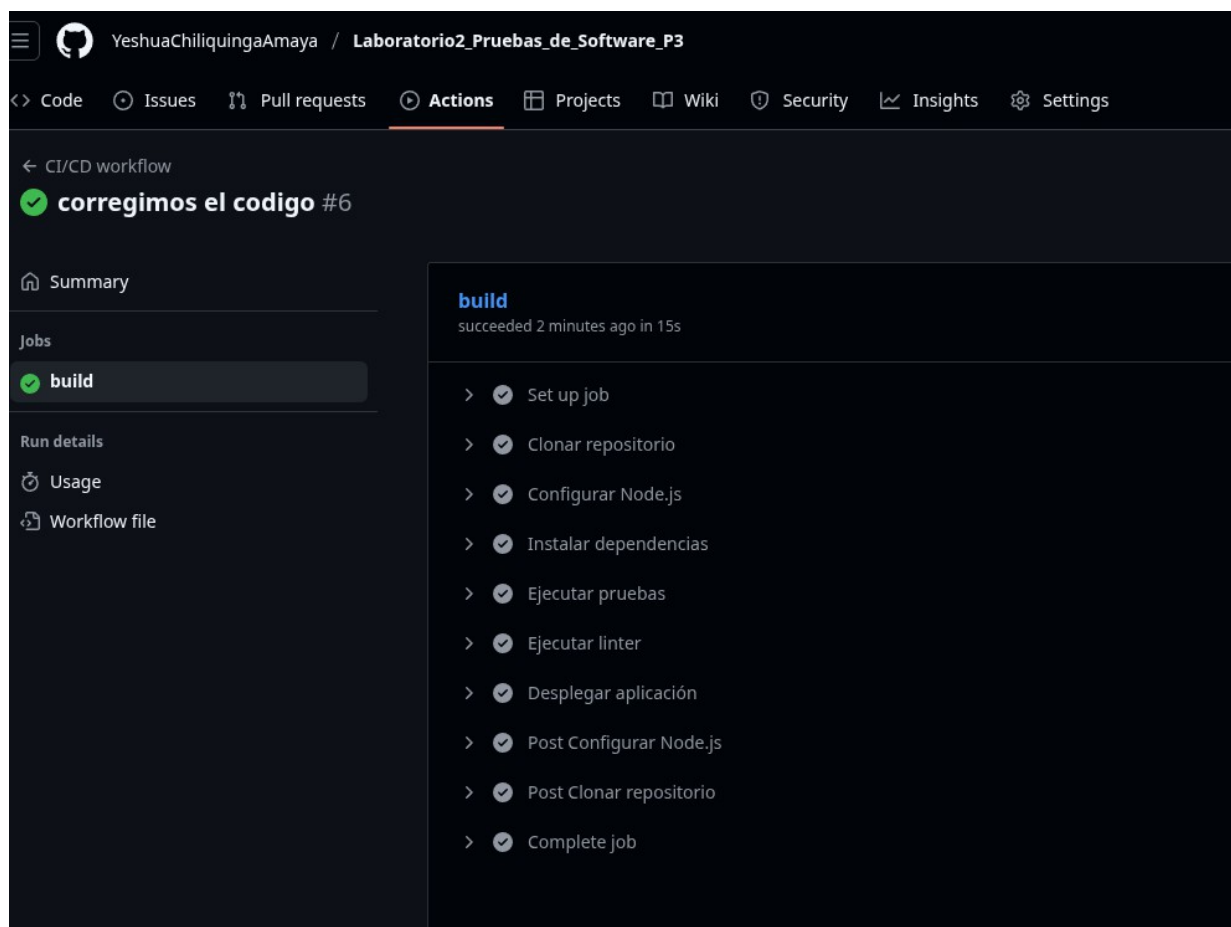 YeshuaChiliquingaAmaya / Laboratorio2_Pruebas_de_Software_P3
<> Code Issues Pull requests Actions Projects Wiki Security Insights Settings
← CI/CD workflow
corregimos el codigo #6
Summary
Jobs
build
Run details
Usage
Workflow file
build
succeeded 2 minutes ago in 15s
Set up job
Clonar repositorio
Configurar Node.js
Instalar dependencias
Ejecutar pruebas
Ejecutar linter
Desplegar aplicación
Post Configurar Node.js
Post Clonar repositorio
Complete job